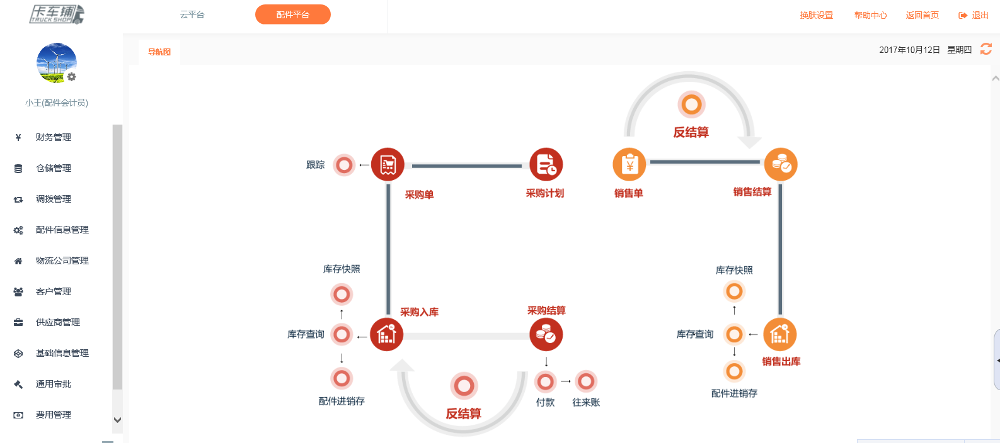 卡车铺
TRUCK SHOP
云平台
配件平台
换肤设置
帮助中心
返回首页
退出
导航图
2017年10月12日 星期四
小王(配件会计员)
¥ 财务管理
仓储管理
调拨管理
配件信息管理
物流公司管理
客户管理
供应商管理
基础信息管理
通用审批
费用管理
跟踪
采购单
采购计划
库存快照
库存查询
配件进销存
采购入库
采购结算
反结算
付款
往来账
反结算
¥
销售单
销售结算
库存快照
库存查询
配件进销存
销售出库